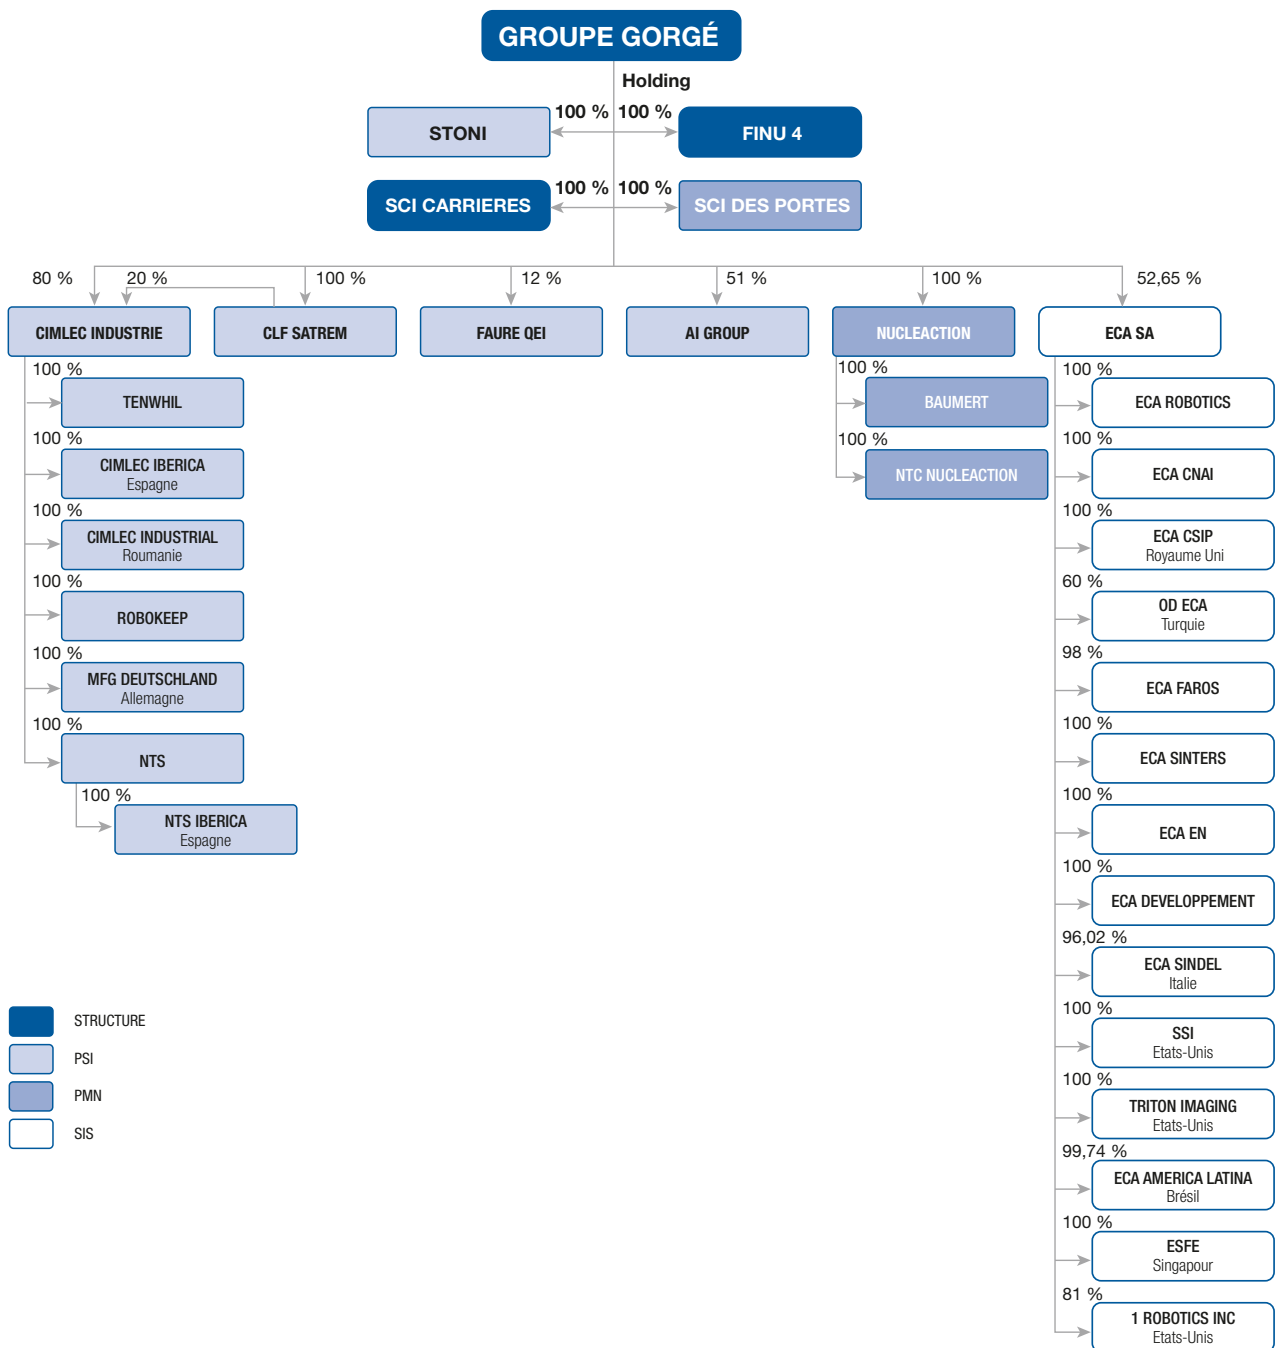 GROUPE GORGÉ
Holding
100 % 100 %
STONI
FINU 4
100 % 100 %
SCI CARRIERES
SCI DES PORTES
80 %
20 %
100 %
12 %
51 %
100 %
52,65 %
CIMLEC INDUSTRIE
CLF SATREM
FAURE QEI
AI GROUP
NUCLEACTION
ECA SA
100 %
TENWHIL
100 %
CIMLEC IBERICA
Espagne
100 %
CIMLEC INDUSTRIAL
Roumanie
100 %
ROBOKEEP
100 %
MFG DEUTSCHLAND
Allemagne
100 %
NTS
100 %
NTS IBERICA
Espagne
100 %
BAUMERT
100 %
NTC NUCLEACTION
100 %
ECA ROBOTICS
100 %
ECA CNAI
100 %
ECA CSIP
Royaume Uni
60 %
OD ECA
Turquie
98 %
ECA FAROS
100 %
ECA SINTERS
100 %
ECA EN
100 %
ECA DEVELOPPEMENT
96,02 %
ECA SINDEL
Italie
100 %
SSI
Etats-Unis
100 %
TRITON IMAGING
Etats-Unis
99,74 %
ECA AMERICA LATINA
Brésil
100 %
ESFE
Singapour
81 %
1 ROBOTICS INC
Etats-Unis
STRUCTURE
PSI
PMN
SIS